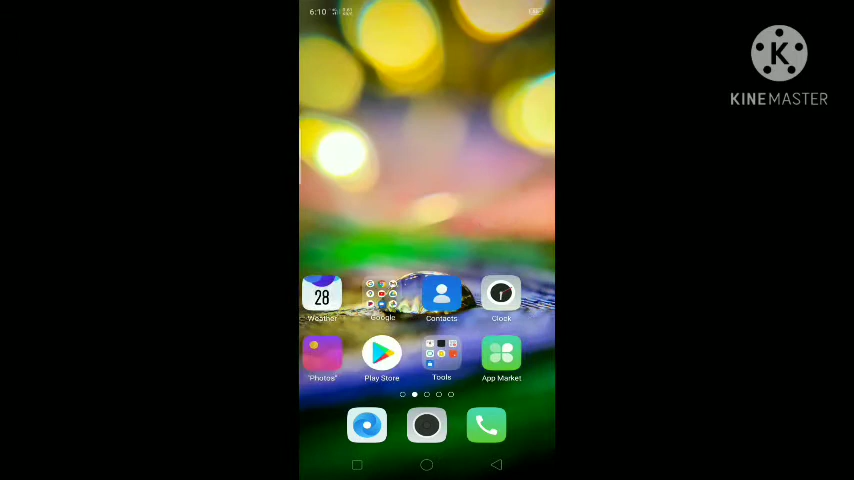 6:10
K
KINEMASTER
28
Weather
Google
Contacts
Clock
"Photos"
Play Store
Tools
App Market